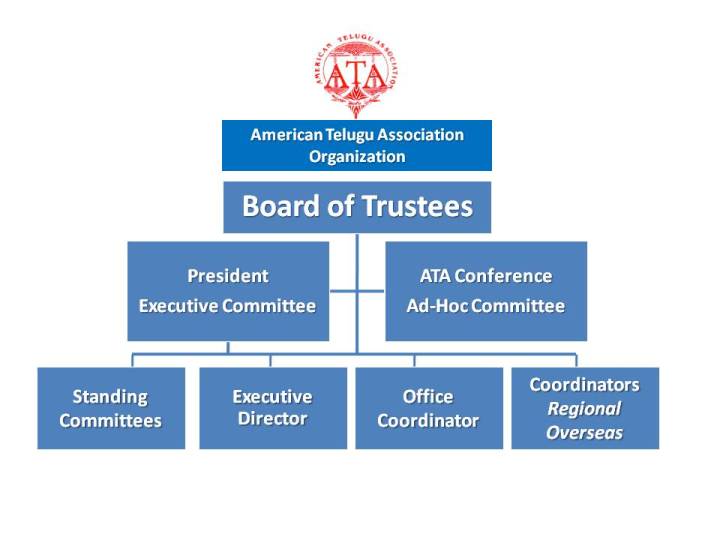 AMERICAN TELUGU ASSOCIATION
ATA
American Telugu Association
Organization
Board of Trustees
President
Executive Committee
ATA Conference
Ad-Hoc Committee
Standing
Committees
Executive
Director
Office
Coordinator
Coordinators
Regional
Overseas